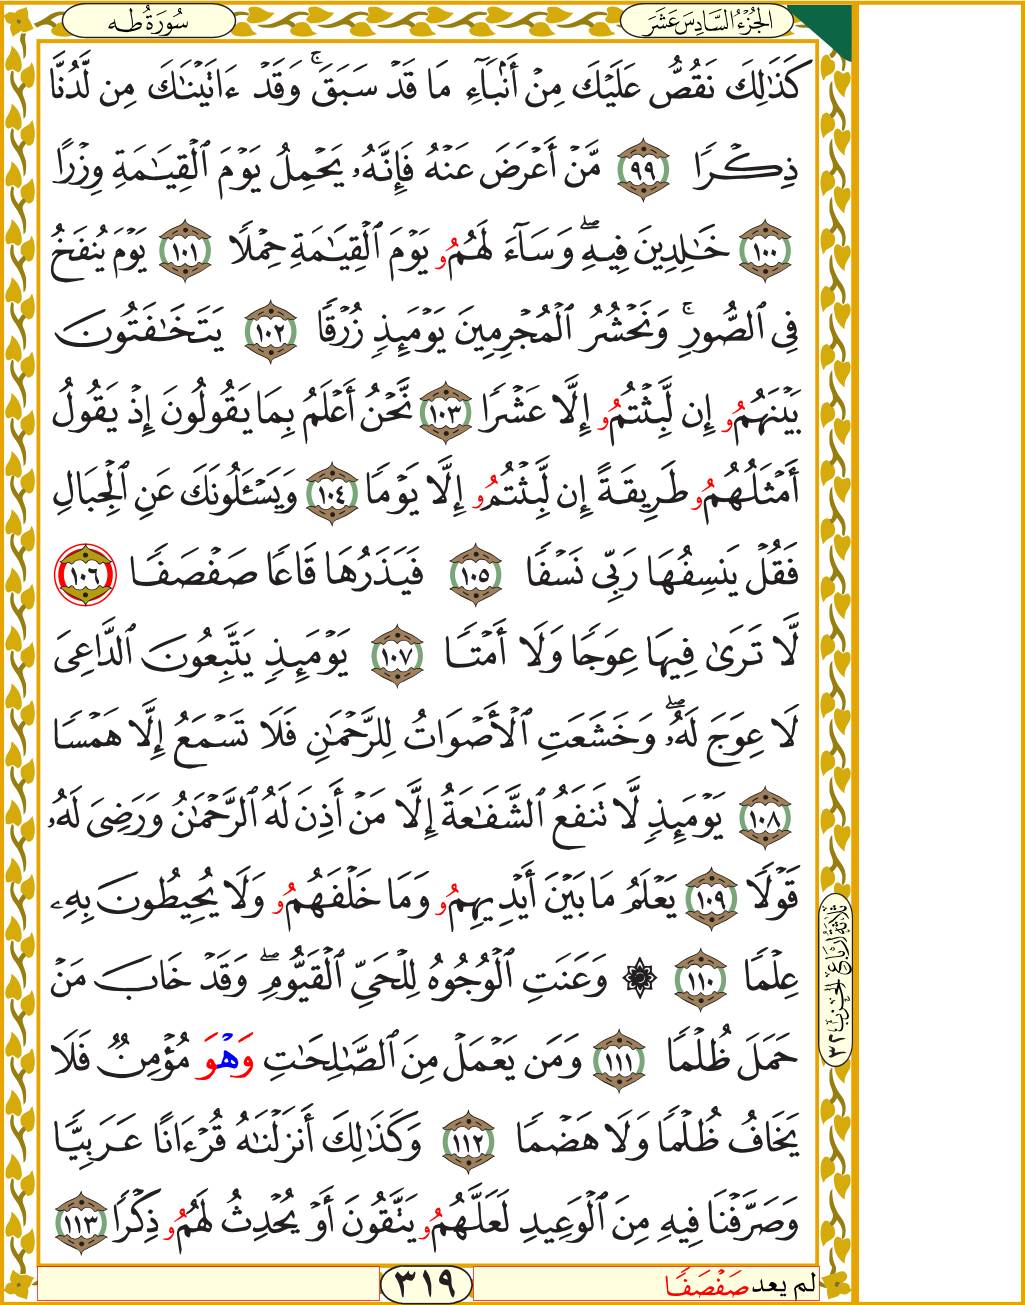 سُورَةُ طه
الجُزْءُ السَّادِسَ عَشَرَ
كَذَٰلِكَ نَقُصُّ عَلَيْكَ مِنْ أَنۢبَآءِ مَا قَدْ سَبَقَ ۚ وَقَدْ ءَاتَيْنَٰكَ مِن لَّدُنَّا
ذِكْرًا ٩٩ مَّنْ أَعْرَضَ عَنْهُ فَإِنَّهُۥ يَحْمِلُ يَوْمَ ٱلْقِيَٰمَةِ وِزْرًا
١٠٠ خَٰلِدِينَ فِيهِ ۖ وَسَآءَ لَهُمُۥ يَوْمَ ٱلْقِيَٰمَةِ حِمْلًا ١٠١ يَوْمَ يُنفَخُ
فِى ٱلصُّورِ ۚ وَنَحْشُرُ ٱلْمُجْرِمِينَ يَوْمَئِذٍ زُرْقًا ١٠٢ يَتَخَٰفَتُونَ
بَيْنَهُمُۥ إِن لَّبِثْتُمُۥ إِلَّا عَشْرًا ١٠٣ نَّحْنُ أَعْلَمُ بِمَا يَقُولُونَ إِذْ يَقُولُ
أَمْثَلُهُمُۥ طَرِيقَةً إِن لَّبِثْتُمُۥ إِلَّا يَوْمًا ١٠٤ وَيَسْـَٔلُونَكَ عَنِ ٱلْجِبَالِ
فَقُلْ يَنسِفُهَا رَبِّى نَسْفًا ١٠٥ فَيَذَرُهَا قَاعًا صَفْصَفًا ١٠٦
لَّا تَرَىٰ فِيهَا عِوَجًا وَلَآ أَمْتًا ١٠٧ يَوْمَئِذٍ يَتَّبِعُونَ ٱلدَّاعِىَ
لَا عِوَجَ لَهُۥ ۖ وَخَشَعَتِ ٱلْأَصْوَاتُ لِلرَّحْمَٰنِ فَلَا تَسْمَعُ إِلَّا هَمْسًا
١٠٨ يَوْمَئِذٍ لَّا تَنفَعُ ٱلشَّفَٰعَةُ إِلَّا مَنْ أَذِنَ لَهُ ٱلرَّحْمَٰنُ وَرَضِىَ لَهُۥ
قَوْلًا ١٠٩ يَعْلَمُ مَا بَيْنَ أَيْدِيهِمُۥ وَمَا خَلْفَهُمُۥ وَلَا يُحِيطُونَ بِهِۦ
عِلْمًا ١١٠ ۞ وَعَنَتِ ٱلْوُجُوهُ لِلْحَىِّ ٱلْقَيُّومِ ۖ وَقَدْ خَابَ مَنْ
حَمَلَ ظُلْمًا ١١١ وَمَن يَعْمَلْ مِنَ ٱلصَّٰلِحَٰتِ وَهْوَ مُؤْمِنٌ فَلَا
يَخَافُ ظُلْمًا وَلَا هَضْمًا ١١٢ وَكَذَٰلِكَ أَنزَلْنَٰهُ قُرْءَانًا عَرَبِيًّا
وَصَرَّفْنَا فِيهِ مِنَ ٱلْوَعِيدِ لَعَلَّهُمُۥ يَتَّقُونَ أَوْ يُحْدِثُ لَهُمُۥ ذِكْرًا ١١٣
ثلاثة ارباع الحزب ٣٢
٣١٩
لم يعد صَفْصَفًا